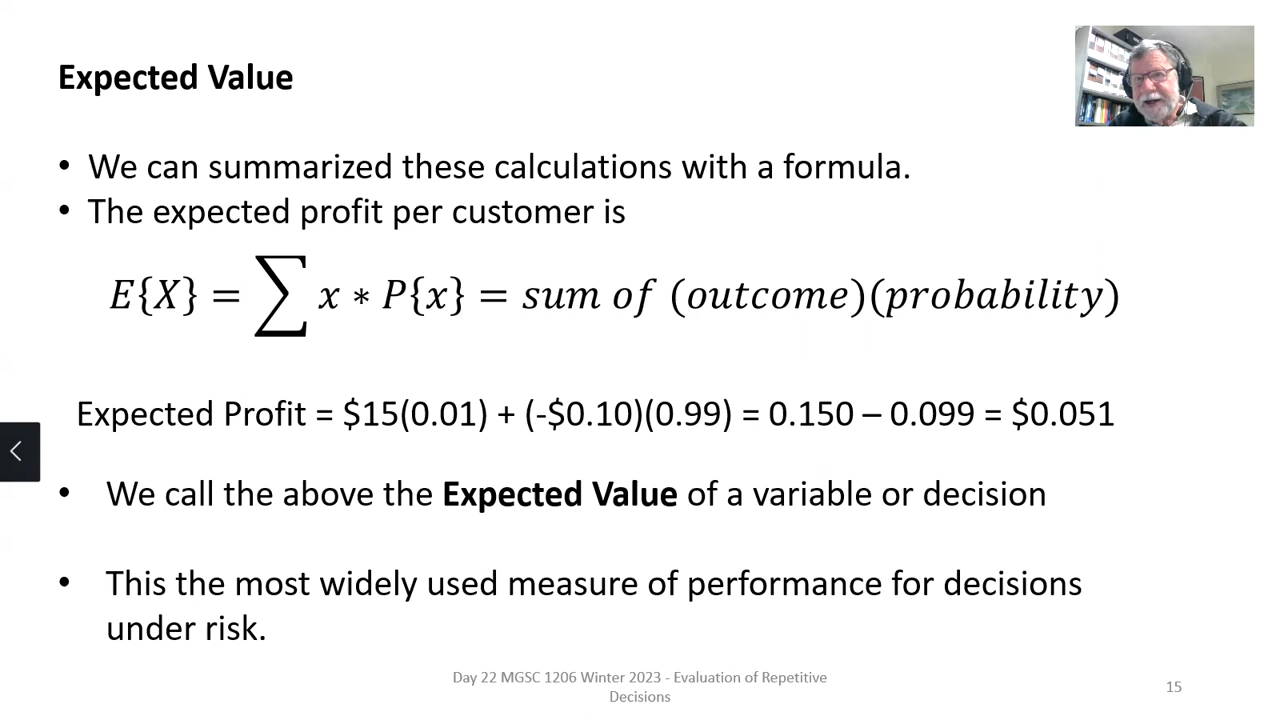 Expected Value
• We can summarized these calculations with a formula.
• The expected profit per customer is
E{X} = ∑ x * P{x} = sum of (outcome)(probability)
Expected Profit = $15(0.01) + (-$0.10)(0.99) = 0.150 – 0.099 = $0.051
• We call the above the Expected Value of a variable or decision
• This the most widely used measure of performance for decisions
under risk.
Day 22 MGSC 1206 Winter 2023 - Evaluation of Repetitive
Decisions
15